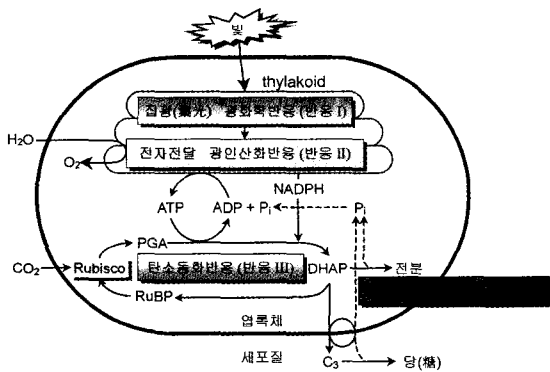 빛
thylakoid
집광(集光) 광화학반응 (반응 I)
H₂O
O₂
전자전달 광인산화반응 (반응 II)
NADPH
ATP
ADP + Pᵢ
Pᵢ
PGA
CO₂
Rubisco
탄소동화반응 (반응 III)
DHAP
전분
RuBP
엽록체
세포질
C₃
당(糖)